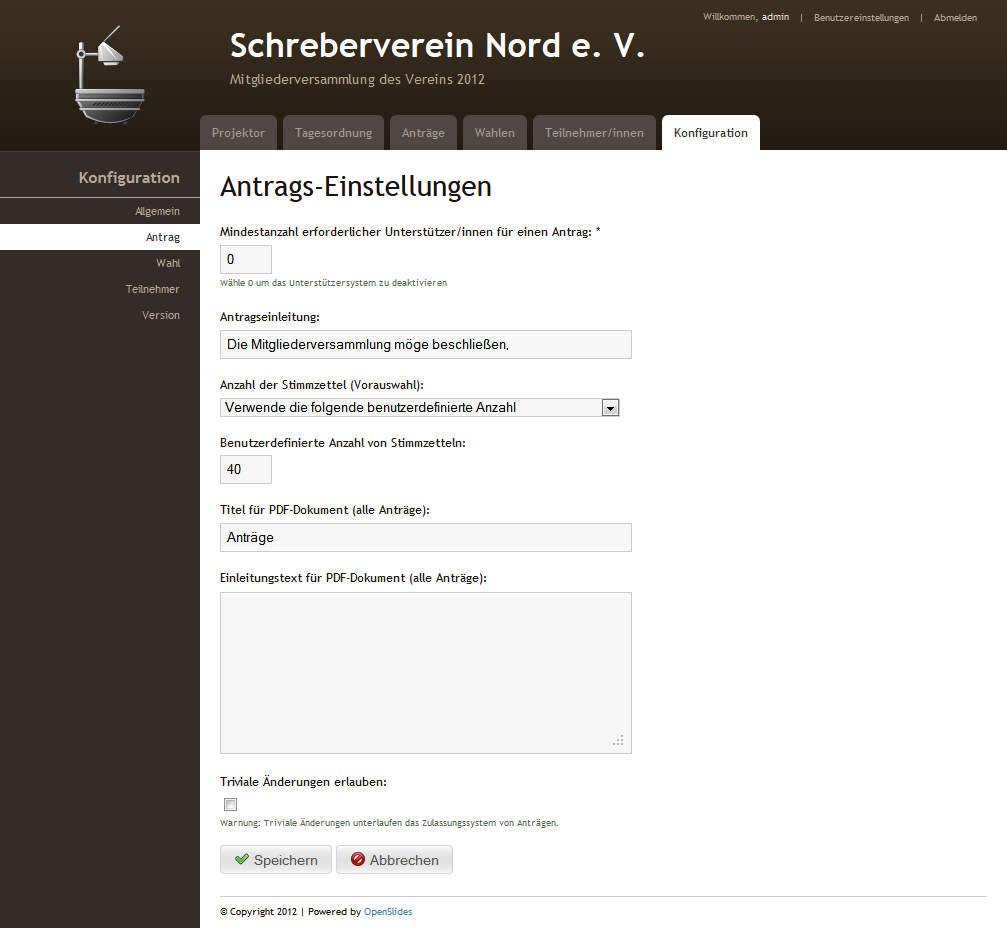 Willkommen, admin | Benutzereinstellungen | Abmelden
Schreberverein Nord e. V.
Mitgliederversammlung des Vereins 2012
Projektor Tagesordnung Anträge Wahlen Teilnehmer/innen Konfiguration
Konfiguration
Allgemein
Antrag
Wahl
Teilnehmer
Version
Antrags-Einstellungen
Mindestanzahl erforderlicher Unterstützer/innen für einen Antrag: *
0
Wähle 0 um das Unterstützersystem zu deaktivieren
Antragseinleitung:
Die Mitgliederversammlung möge beschließen,
Anzahl der Stimmzettel (Vorauswahl):
Verwende die folgende benutzerdefinierte Anzahl
Benutzerdefinierte Anzahl von Stimmzetteln:
40
Titel für PDF-Dokument (alle Anträge):
Anträge
Einleitungstext für PDF-Dokument (alle Anträge):
Triviale Änderungen erlauben:
Warnung: Triviale Änderungen unterlaufen das Zulassungssystem von Anträgen.
Speichern Abbrechen
© Copyright 2012 | Powered by OpenSlides